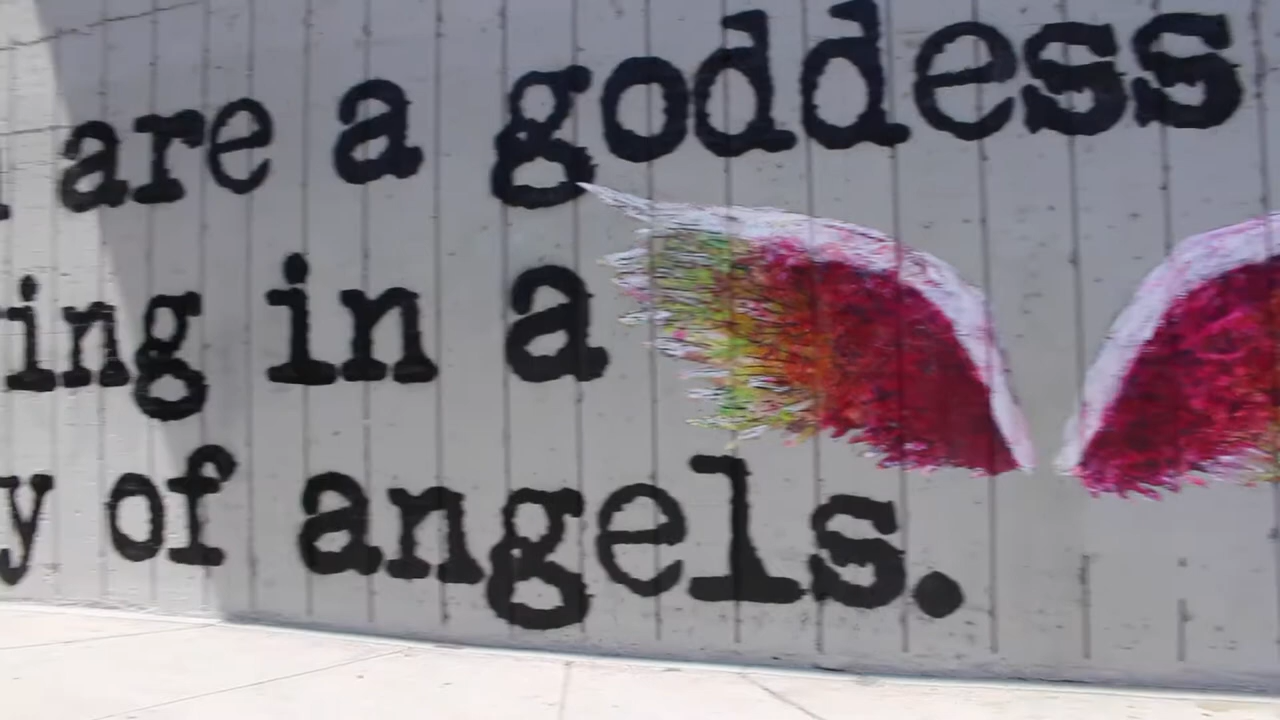 are a goddess
ing in a
y of angels.